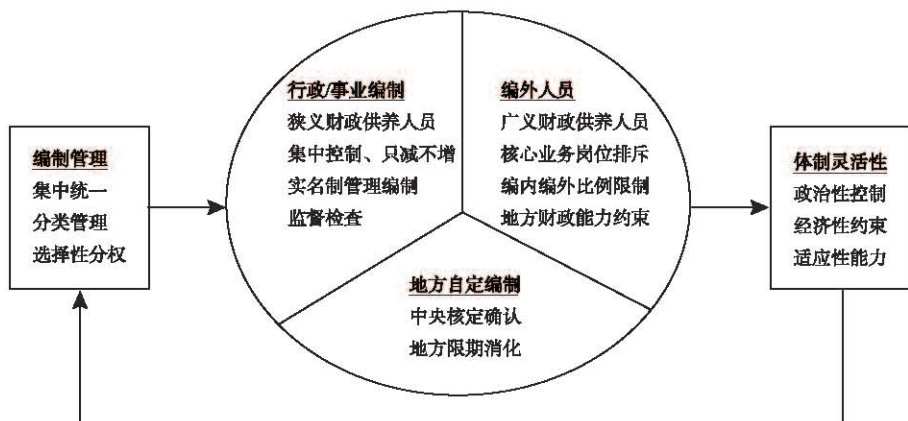 编制管理
集中统一
分类管理
选择性分权
行政/事业编制
狭义财政供养人员
集中控制、只减不增
实名制管理编制
监督检查
编外人员
广义财政供养人员
核心业务岗位排斥
编内编外比例限制
地方财政能力约束
地方自定编制
中央核定确认
地方限期消化
体制灵活性
政治性控制
经济性约束
适应性能力